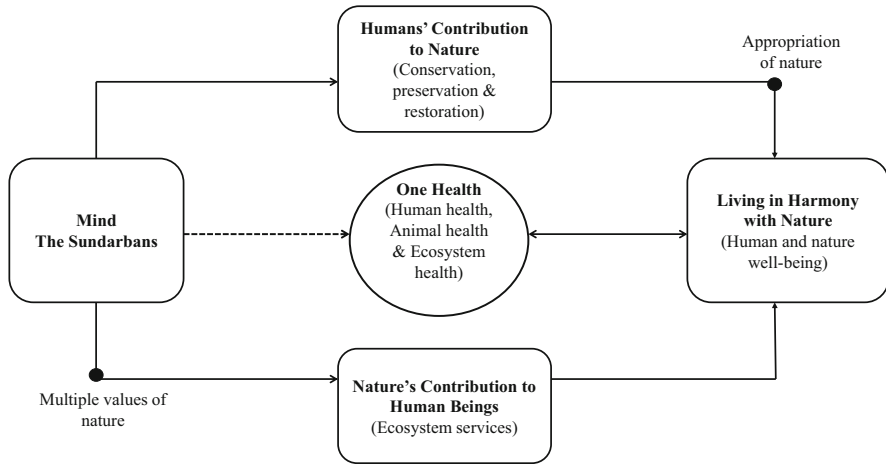 Humans' Contribution
to Nature
(Conservation,
preservation &
restoration)
Appropriation
of nature
Mind
The Sundarbans
One Health
(Human health,
Animal health
& Ecosystem
health)
Living in Harmony
with Nature
(Human and nature
well-being)
Multiple values of
nature
Nature's Contribution to
Human Beings
(Ecosystem services)